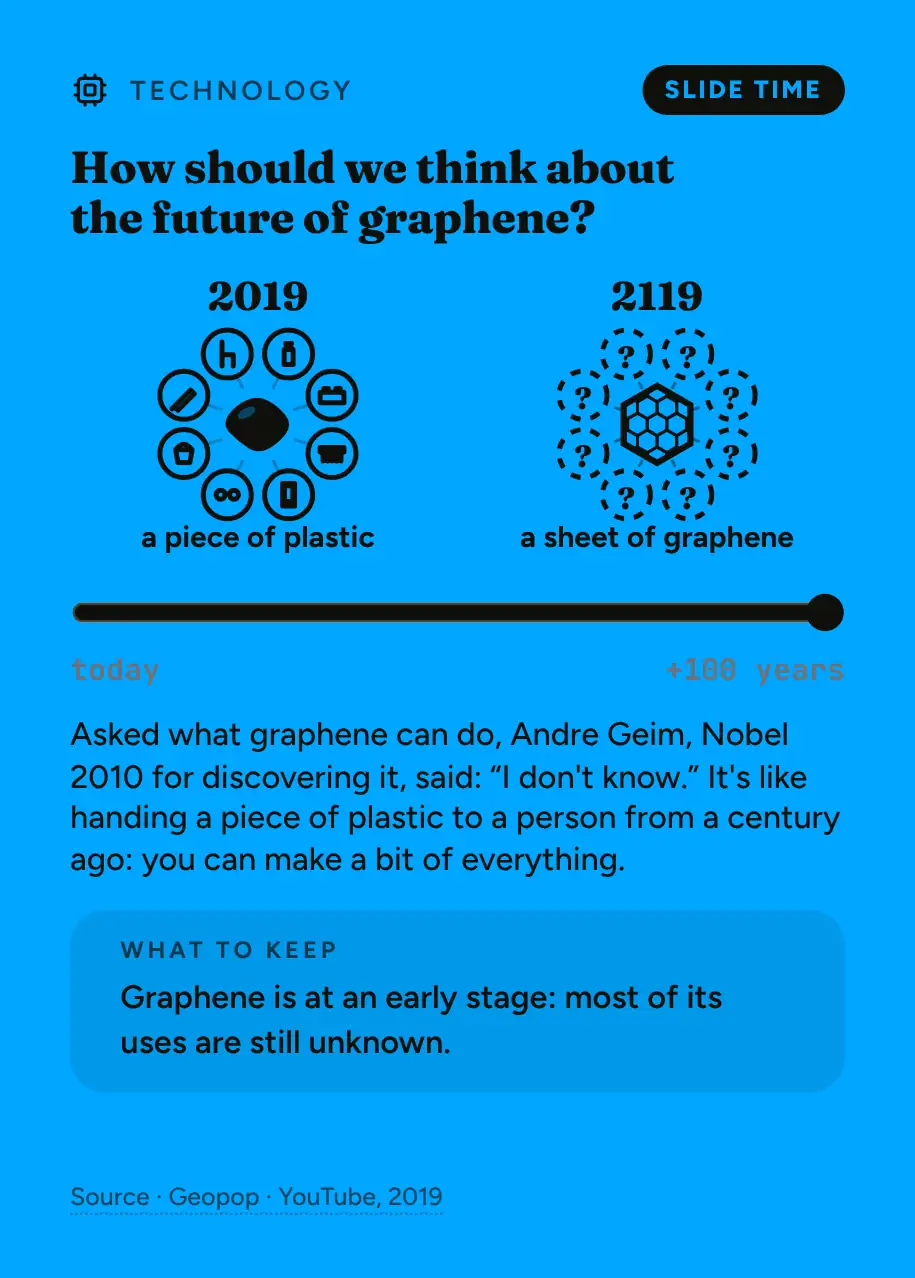 TECHNOLOGY
SLIDE TIME
How should we think about
the future of graphene?
2019
2119
? ?
? ?
? ?
? ?
a piece of plastic
a sheet of graphene
today
+100 years
Asked what graphene can do, Andre Geim, Nobel
2010 for discovering it, said: “I don't know.” It's like
handing a piece of plastic to a person from a century
ago: you can make a bit of everything.
WHAT TO KEEP
Graphene is at an early stage: most of its
uses are still unknown.
Source · Geopop · YouTube, 2019